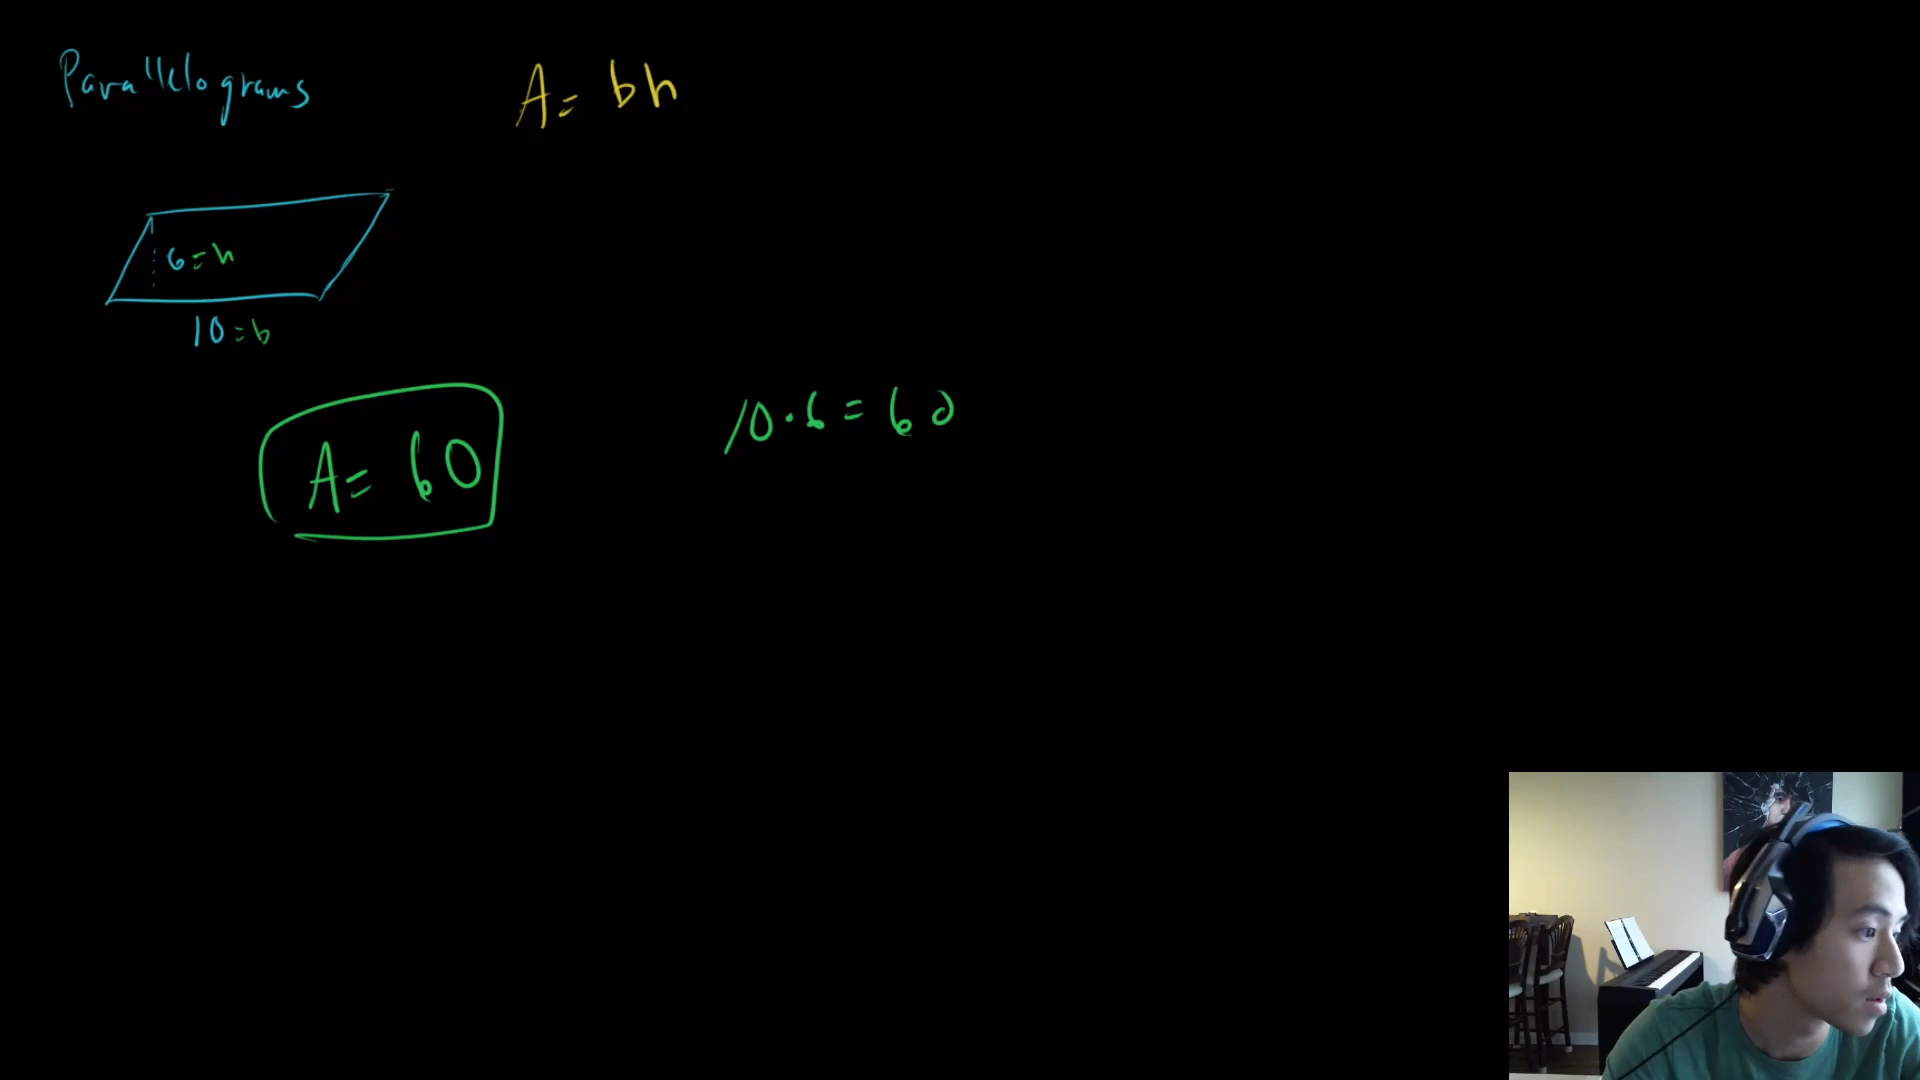 Parallelograms
A = bh
6 = h
10 = b
10 · 6 = 60
A = 60